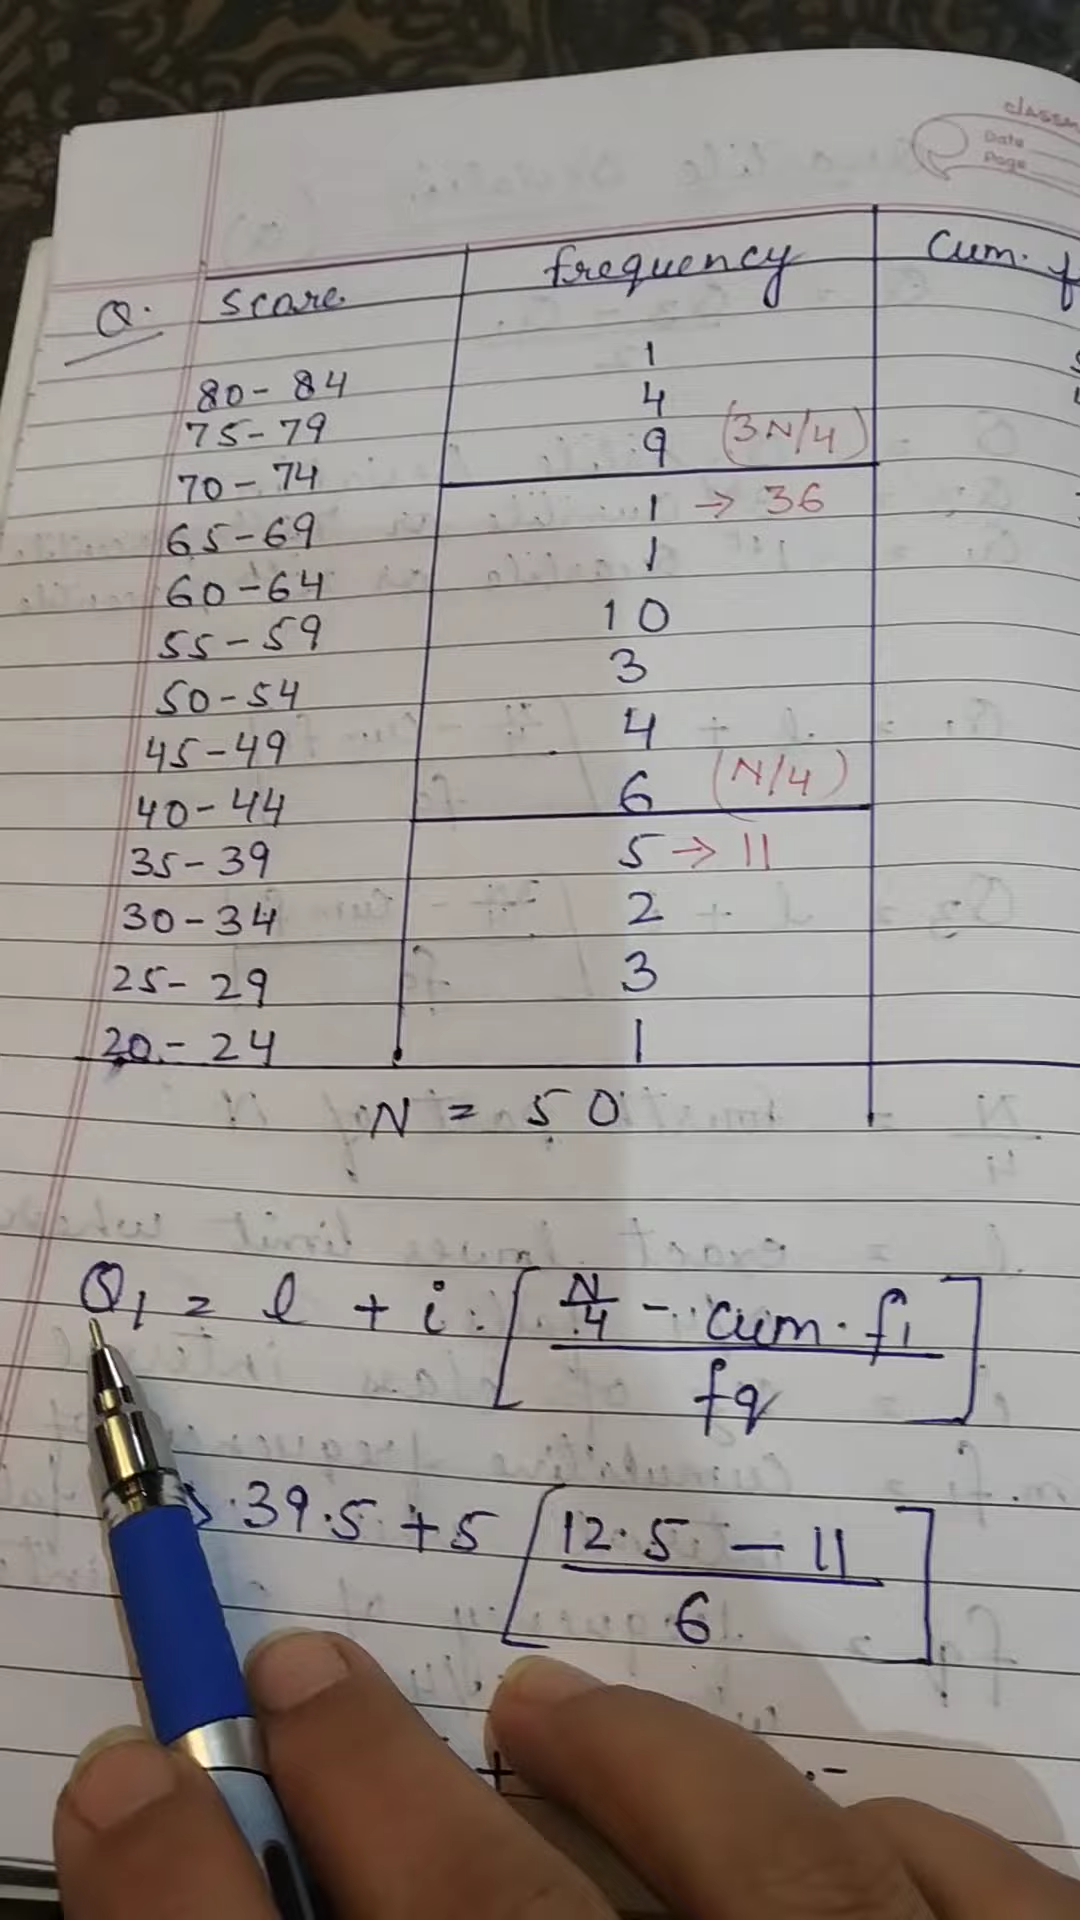 classm
Date
Page
Q. Score frequency Cum. f
80 - 84 1
75 - 79 4
70 - 74 9 (3N/4)
65 - 69 1 → 36
60 - 64 1
55 - 59 10
50 - 54 3
45 - 49 4
40 - 44 6 (N/4)
35 - 39 5 → 11
30 - 34 2
25 - 29 3
20 - 24 1
N = 50
Q₁ = l + i [N/4 - cum. f₁ / fq]
39.5 + 5 [12.5 - 11 / 6]
+